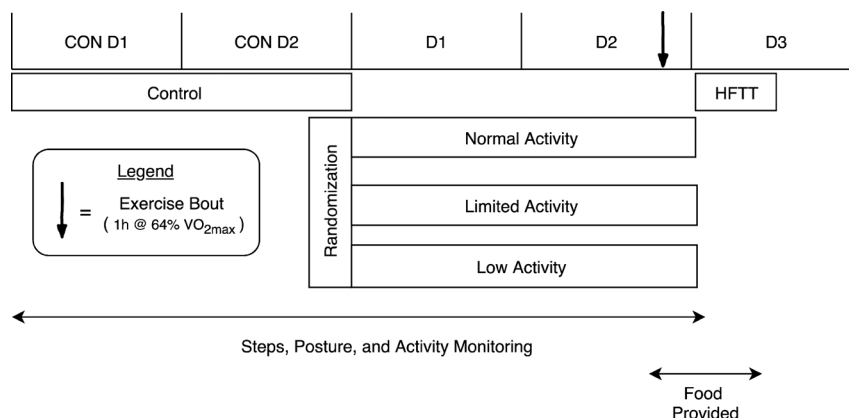 CON D1
CON D2
D1
D2
D3
Control
HFTT
Randomization
Normal Activity
Limited Activity
Low Activity
Legend
= Exercise Bout
( 1h @ 64% VO2max )
Steps, Posture, and Activity Monitoring
Food
Provided